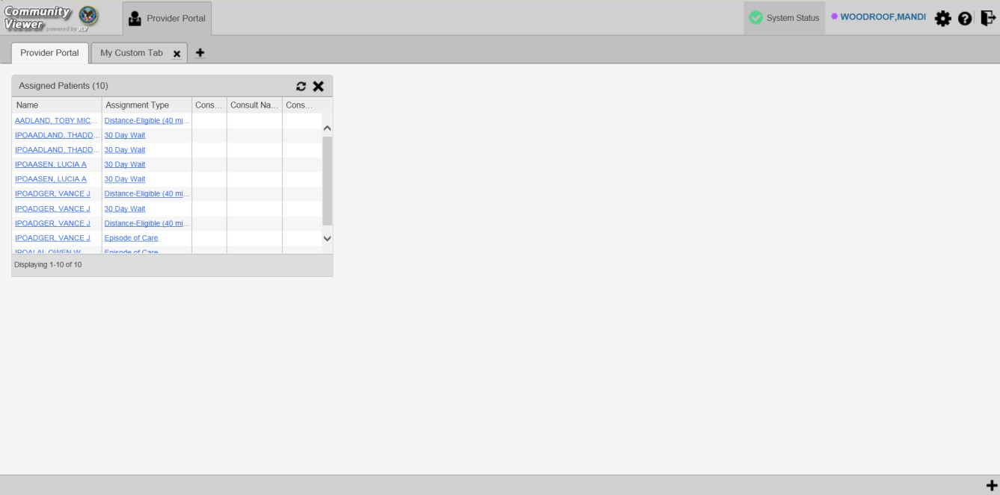 Community
Viewer powered by JLV
Provider Portal
System Status
WOODROOF,MANDI
Provider Portal
My Custom Tab
Assigned Patients (10)
Name Assignment Type Cons... Consult Na... Cons...
AADLAND, TOBY MIC... Distance-Eligible (40 mi...
IPOAADLAND, THADD... 30 Day Wait
IPOAADLAND, THADD... 30 Day Wait
IPOAASEN, LUCIA A 30 Day Wait
IPOAASEN, LUCIA A 30 Day Wait
IPOADGER, VANCE J Distance-Eligible (40 mi...
IPOADGER, VANCE J 30 Day Wait
IPOADGER, VANCE J Distance-Eligible (40 mi...
IPOADGER, VANCE J Episode of Care
IPOALAI, OWEN W Episode of Care
Displaying 1-10 of 10